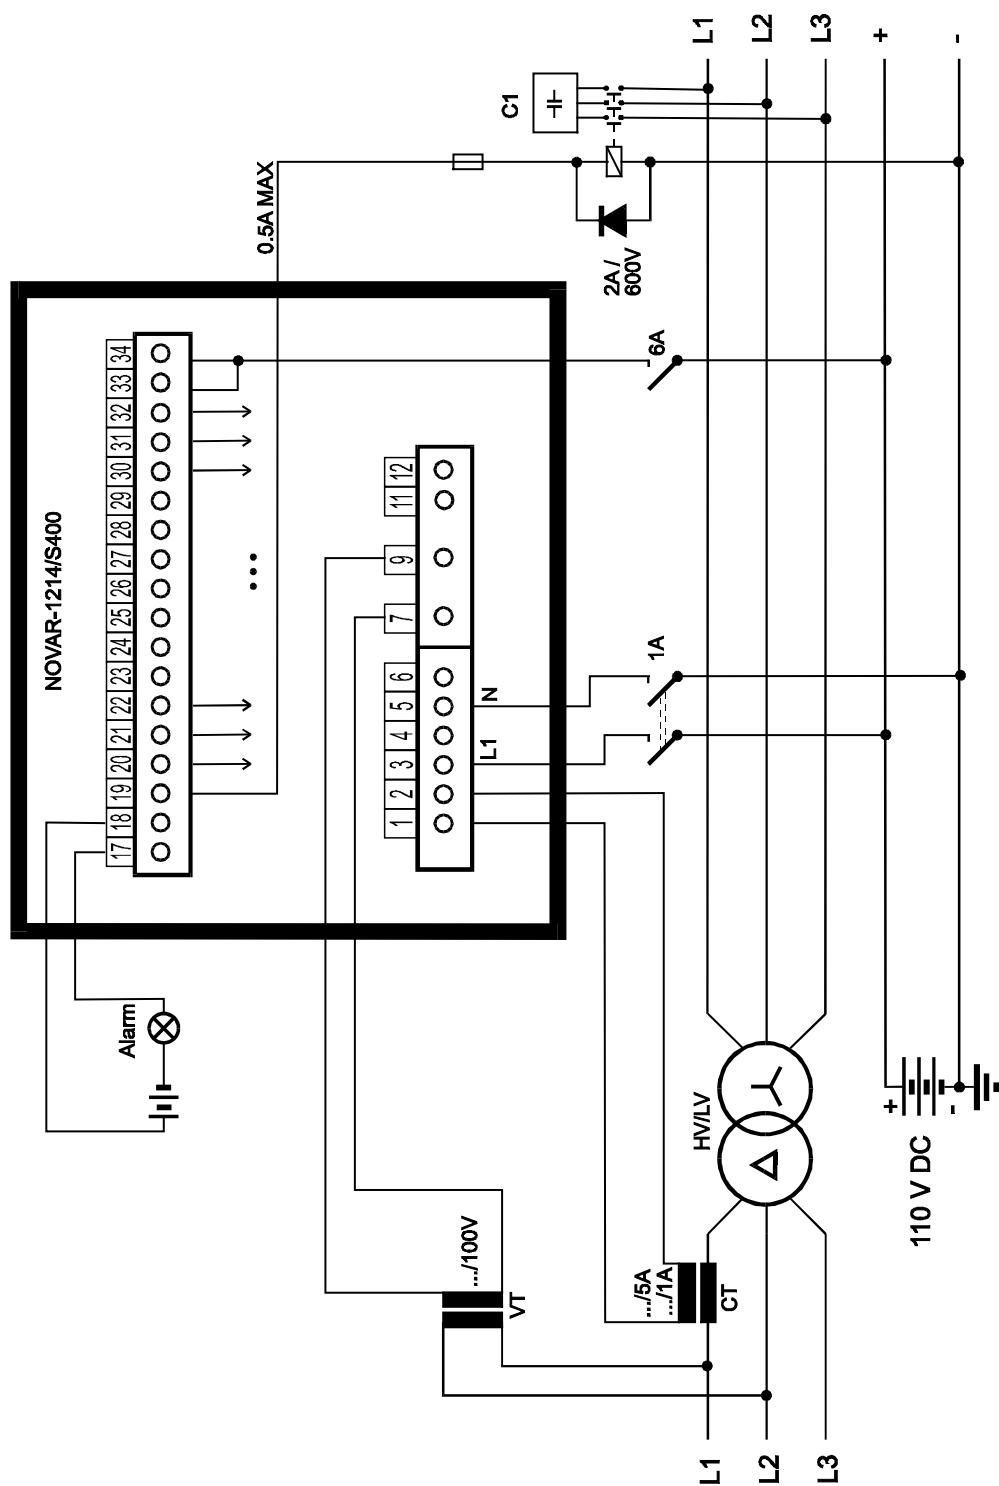 NOVAR-1214/S400
17 18 19 20 21 22 23 24 25 26 27 28 29 30 31 32 33 34
0.5A MAX
C1
Alarm
1 2 3 4 5 6 7 9 11 12
L1 N
2A /
600V
1A
6A
.../100V
VT
.../5A
.../1A
CT
HV/LV
L1
L2
L3
L1
L2
L3
+
-
+
-
110 V DC